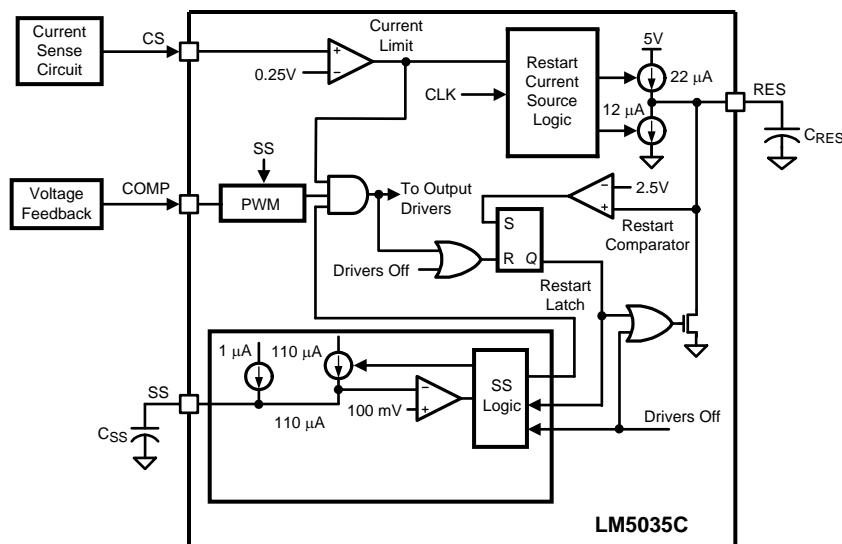 Current
Sense
Circuit
CS
0.25V
Current
Limit
CLK
Restart
Current
Source
Logic
5V
22 μA
12 μA
RES
CRES
Voltage
Feedback
COMP
SS
PWM
To Output
Drivers
2.5V
Restart
Comparator
S
R Q
Drivers Off
Restart
Latch
1 μA
110 μA
SS
CSS
110 μA
100 mV
SS
Logic
Drivers Off
LM5035C